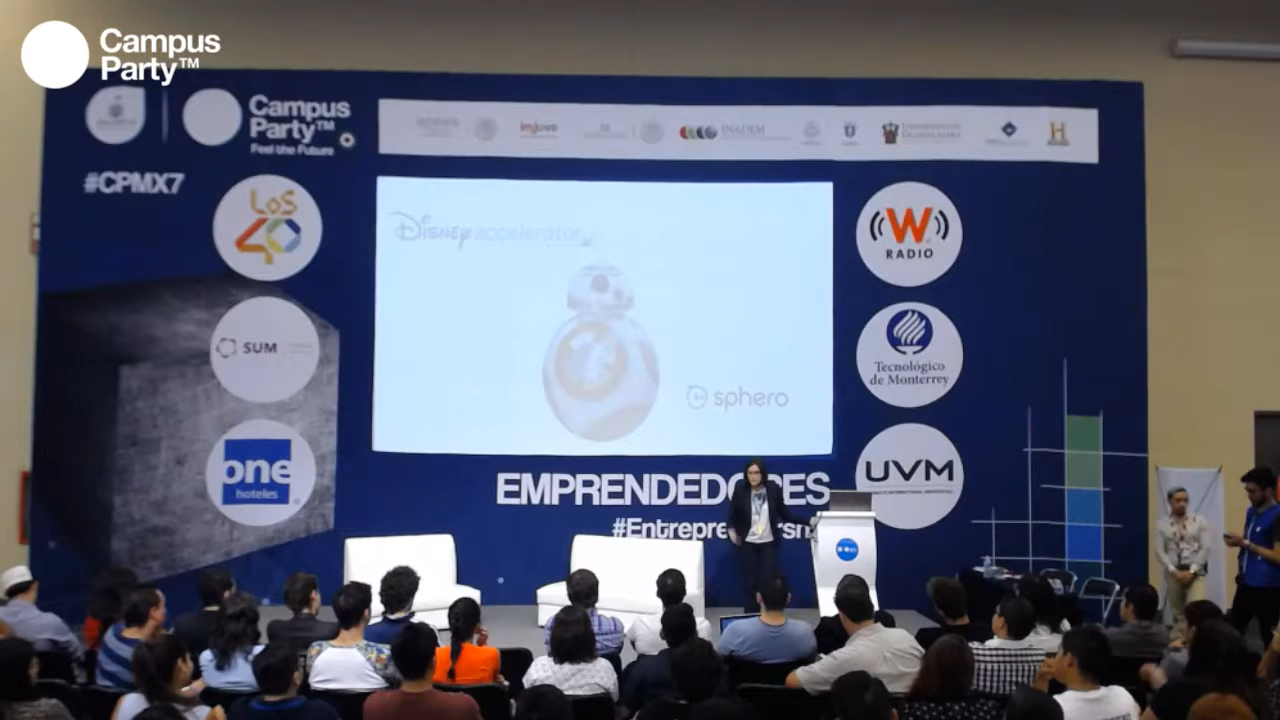 Campus
Party™
Campus
Party™
Feel the Future
imjuve
INADEM
#CPMX7
LOS
40
Disney accelerator
W
RADIO
SUM
sphero
Tecnológico
de Monterrey
one
hoteles
EMPRENDEDORES
UVM